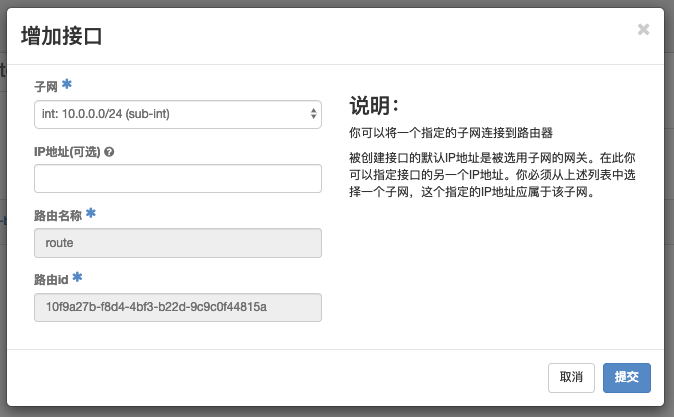 增加接口
×
子网 *
int: 10.0.0.0/24 (sub-int)
IP地址(可选)
路由名称 *
route
路由id *
10f9a27b-f8d4-4bf3-b22d-9c9c0f44815a
说明：
你可以将一个指定的子网连接到路由器
被创建接口的默认IP地址是被选用子网的网关。在此你
可以指定接口的另一个IP地址。你必须从上述列表中选
择一个子网，这个指定的IP地址应属于该子网。
取消
提交